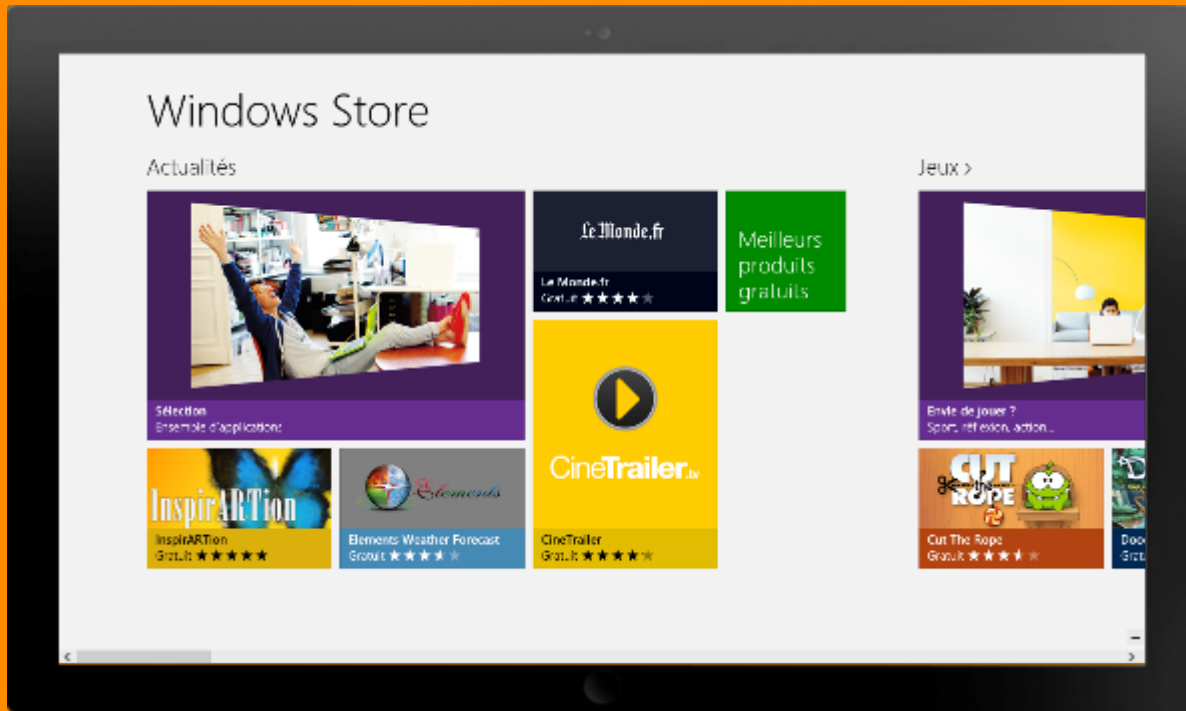 Windows Store
Actualités
Jeux >
Le Monde.fr
Le Monde.fr
Gratuit
Meilleurs
produits
gratuits
Sélection
Ensemble d'applications
CineTrailer.tv
CineTrailer
Gratuit
InspirARTion
InspirARTion
Gratuit
Elements
Elements Weather Forecast
Gratuit
Envie de jouer ?
Sport, réflexion, action...
CUT
the
ROPE
Cut The Rope
Gratuit